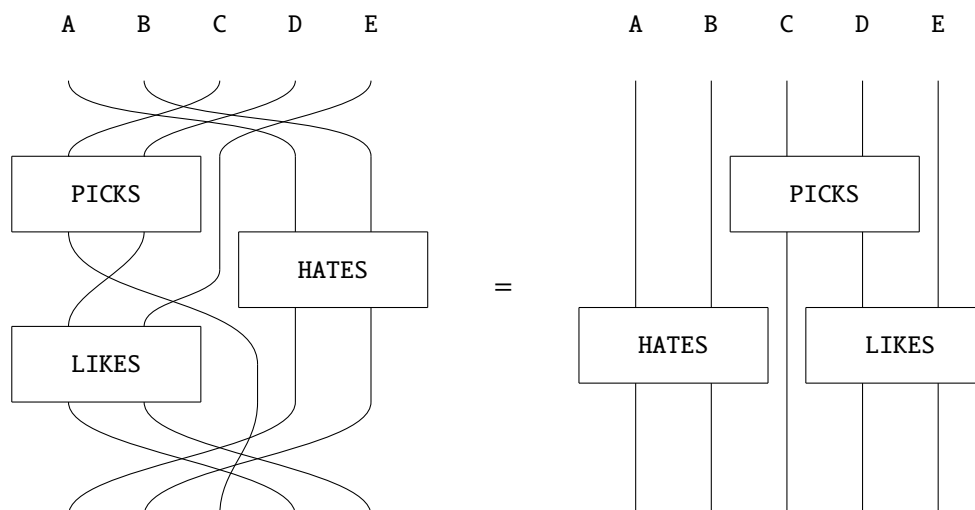 A B C D E A B C D E
PICKS PICKS
HATES
=
HATES LIKES
LIKES